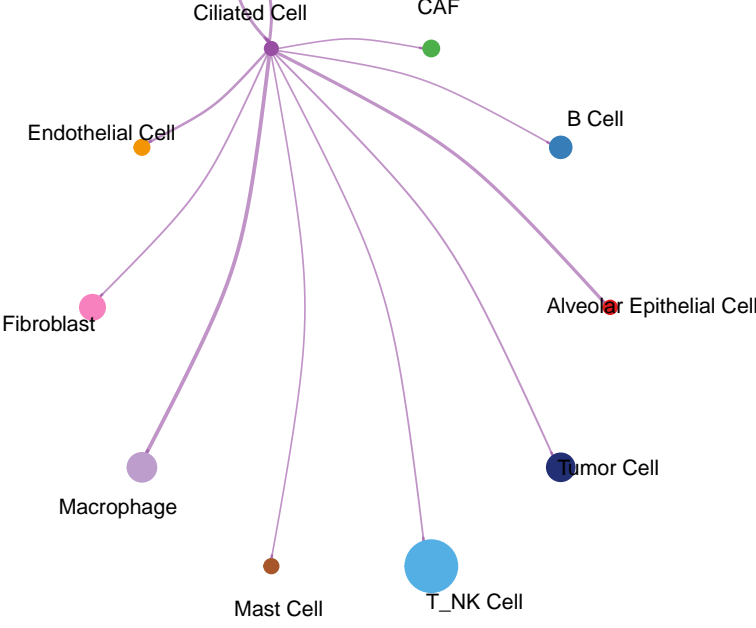 CAF
Ciliated Cell
B Cell
Endothelial Cell
Alveolar Epithelial Cell
Fibroblast
Tumor Cell
Macrophage
T_NK Cell
Mast Cell